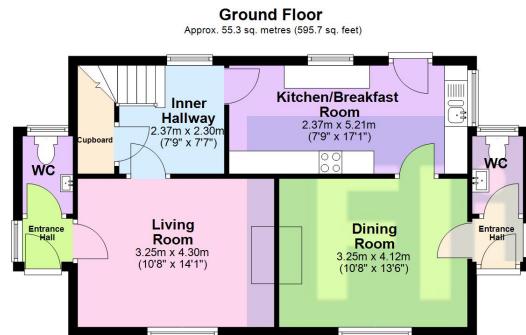 Ground Floor
Approx. 55.3 sq. metres (595.7 sq. feet)
Inner
Hallway
2.37m x 2.30m
(7'9" x 7'7")
Kitchen/Breakfast
Room
2.37m x 5.21m
(7'9" x 17'1")
Cupboard
WC
WC
Entrance
Hall
Living
Room
3.25m x 4.30m
(10'8" x 14'1")
Dining
Room
3.25m x 4.12m
(10'8" x 13'6")
Entrance
Hall